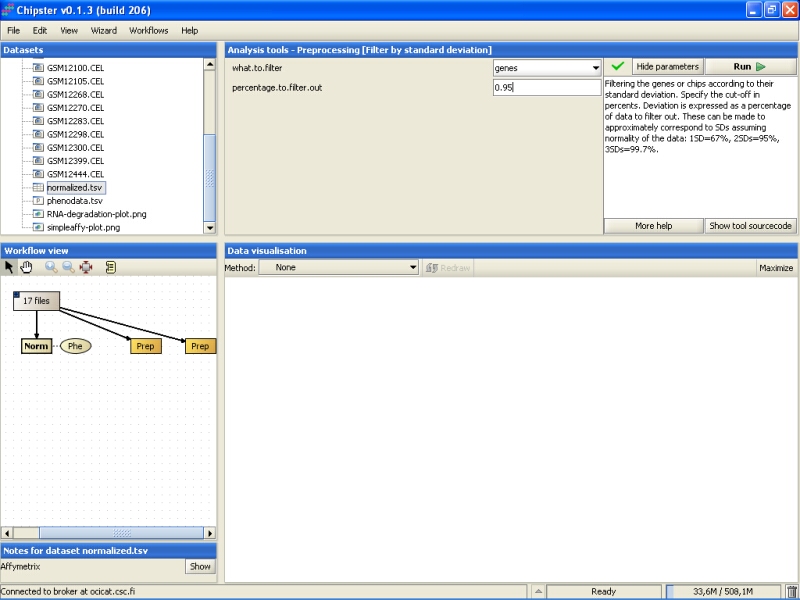 Chipster v0.1.3 (build 206)
File Edit View Wizard Workflows Help
Datasets
GSM12100.CEL
GSM12105.CEL
GSM12268.CEL
GSM12270.CEL
GSM12283.CEL
GSM12298.CEL
GSM12300.CEL
GSM12399.CEL
GSM12444.CEL
normalized.tsv
phenodata.tsv
RNA-degradation-plot.png
simpleaffy-plot.png
Analysis tools - Preprocessing [Filter by standard deviation]
what.to.filter genes
percentage.to.filter.out 0.95
Hide parameters Run
Filtering the genes or chips according to their
standard deviation. Specify the cut-off in
percents. Deviation is expressed as a percentage
of data to filter out. These can be made to
approximately correspond to SDs assuming
normality of the data: 1SD=67%, 2SDs=95%,
3SDs=99.7%.
More help Show tool sourcecode
Workflow view
17 files
Norm Phe Prep Prep
Data visualisation
Method: None Redraw Maximize
Notes for dataset normalized.tsv
Affymetrix Show
Connected to broker at ocicat.csc.fi Ready 33,6M / 508,1M